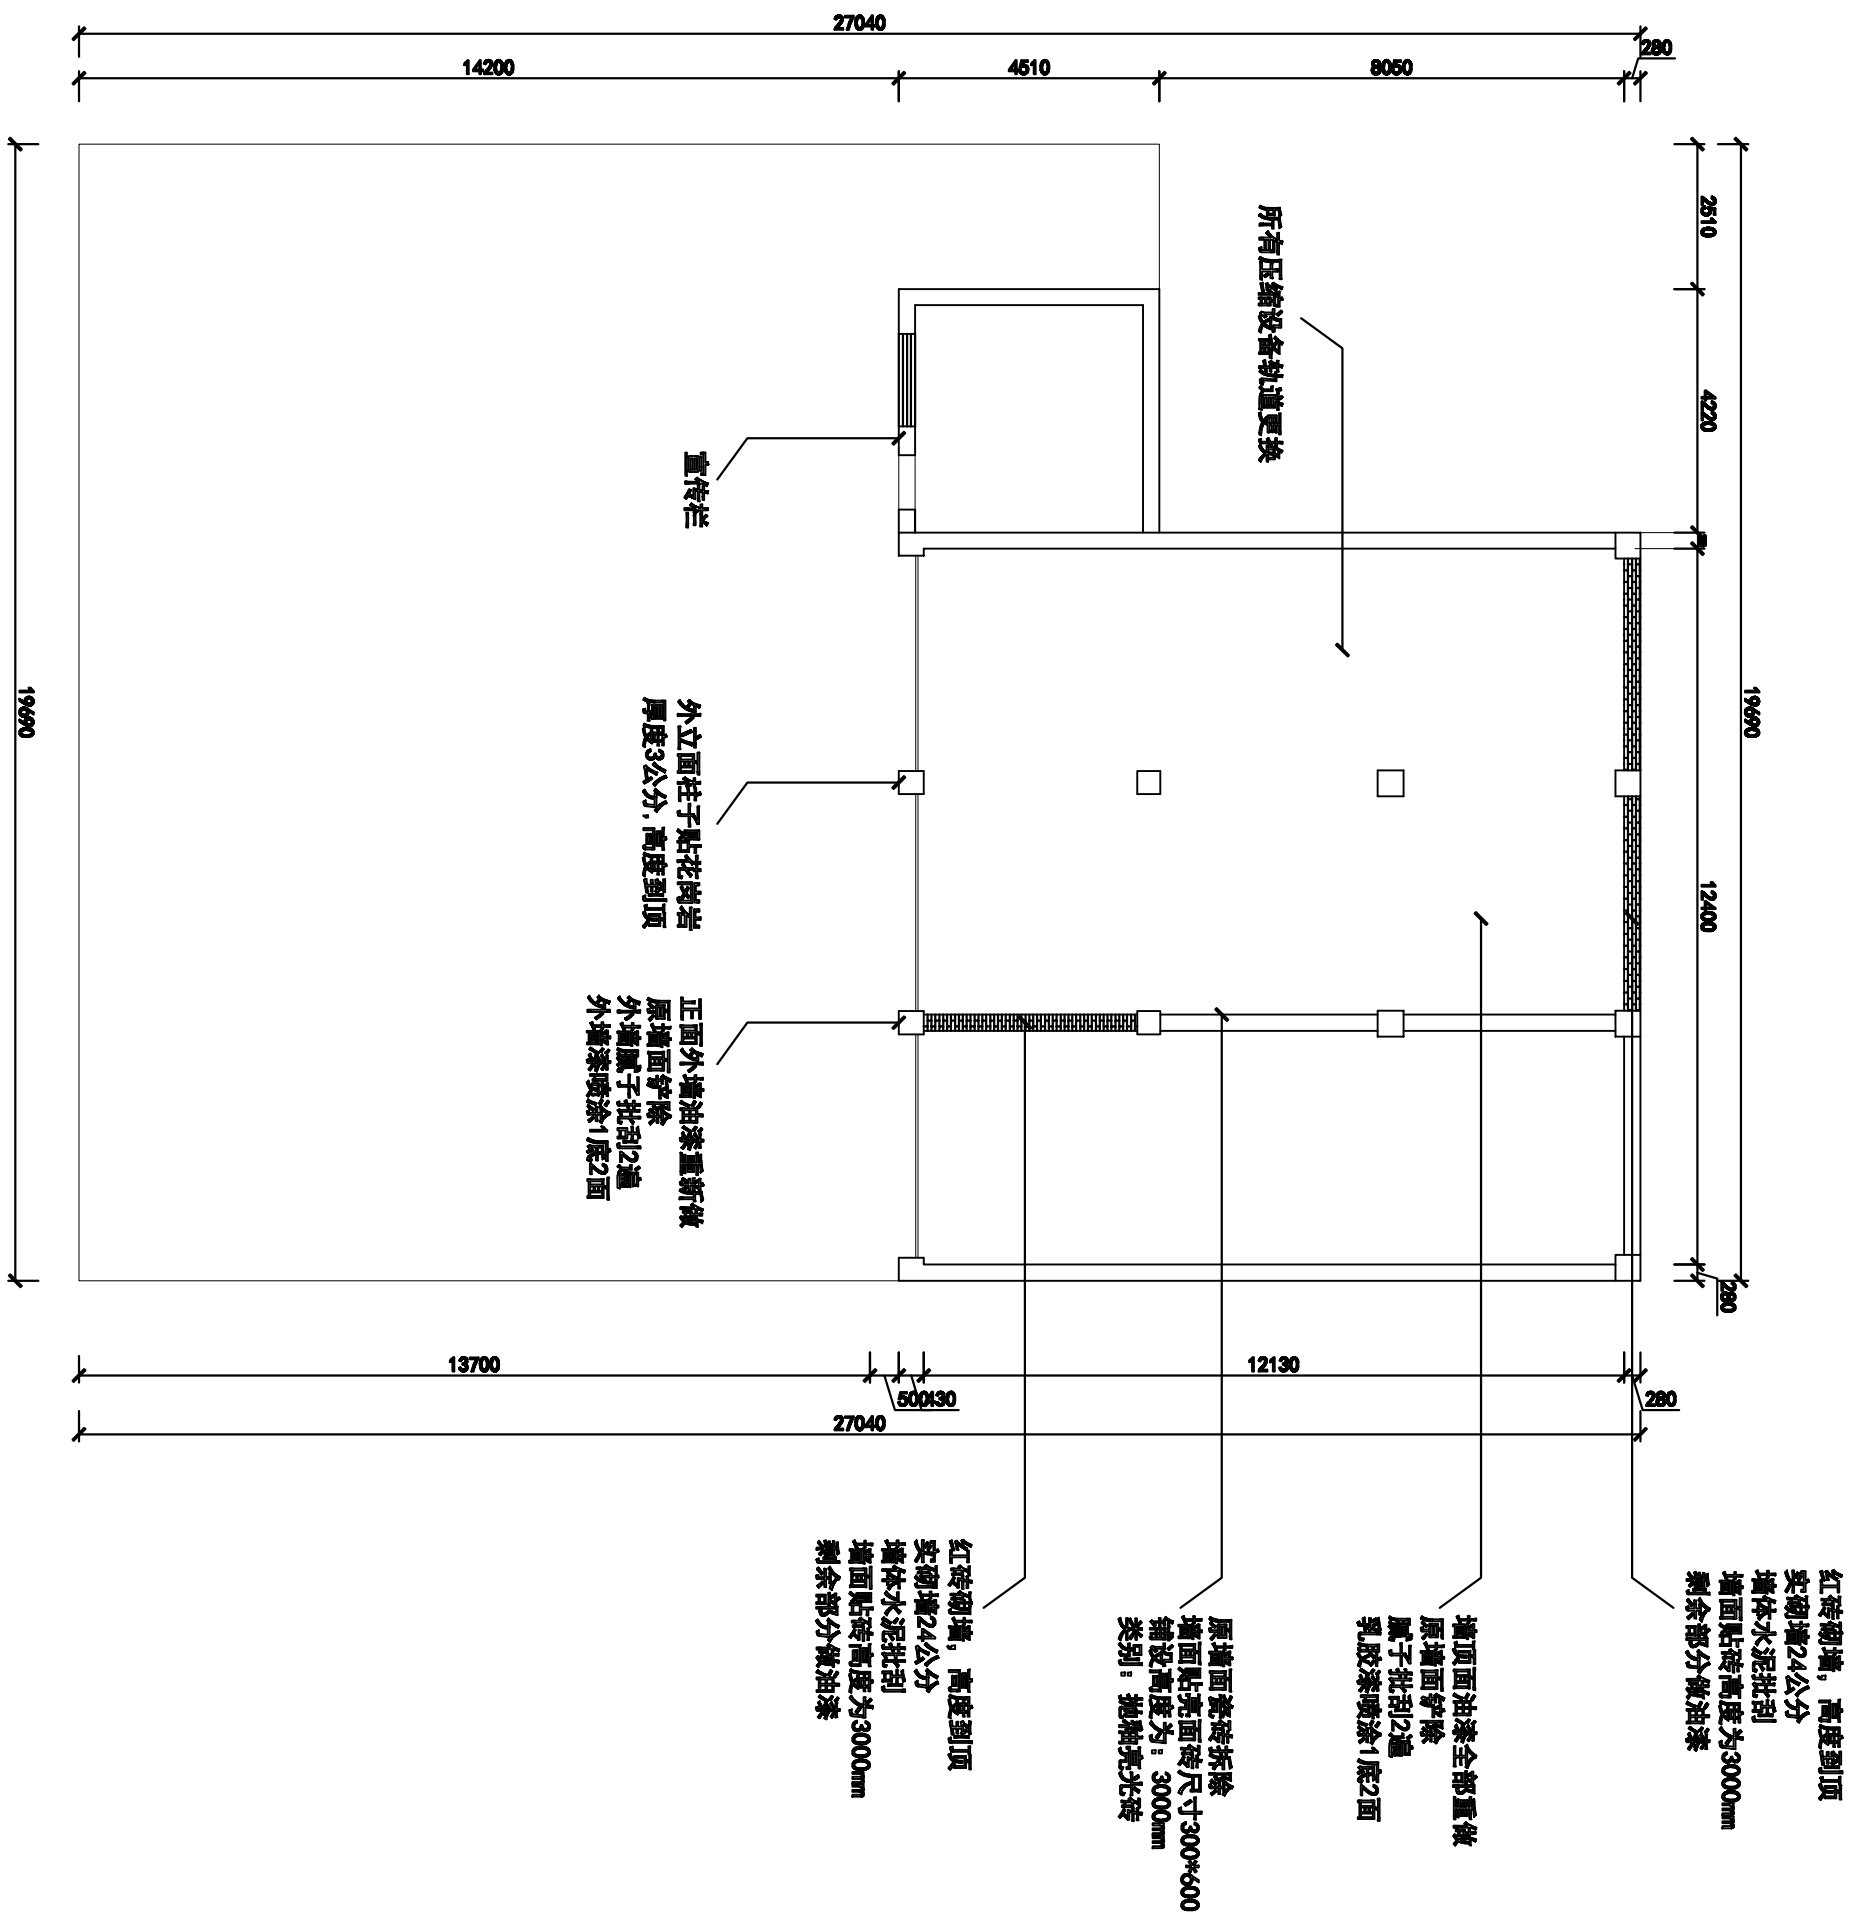 27040
280
14200
4510
8050
19690
2510
4220
12400
280
19690
所有压缩设备轨道更换
宣传栏
外立面柱子贴花岗岩
厚度3公分，高度到顶
正面外墙油漆重新做
原墙面铲除
外墙腻子批刮2遍
外墙漆喷涂1底2面
13700
500
430
12130
280
27040
红砖砌墙，高度到顶
实砌墙24公分
墙体水泥批刮
墙面贴砖高度为3000mm
剩余部分做油漆
墙顶面油漆全部重做
原墙面铲除
腻子批刮2遍
乳胶漆喷涂1底2面
原墙面瓷砖拆除
墙面贴亮面砖尺寸300*600
铺设高度为：3000mm
类别：抛釉亮光砖
红砖砌墙，高度到顶
实砌墙24公分
墙体水泥批刮
墙面贴砖高度为3000mm
剩余部分做油漆